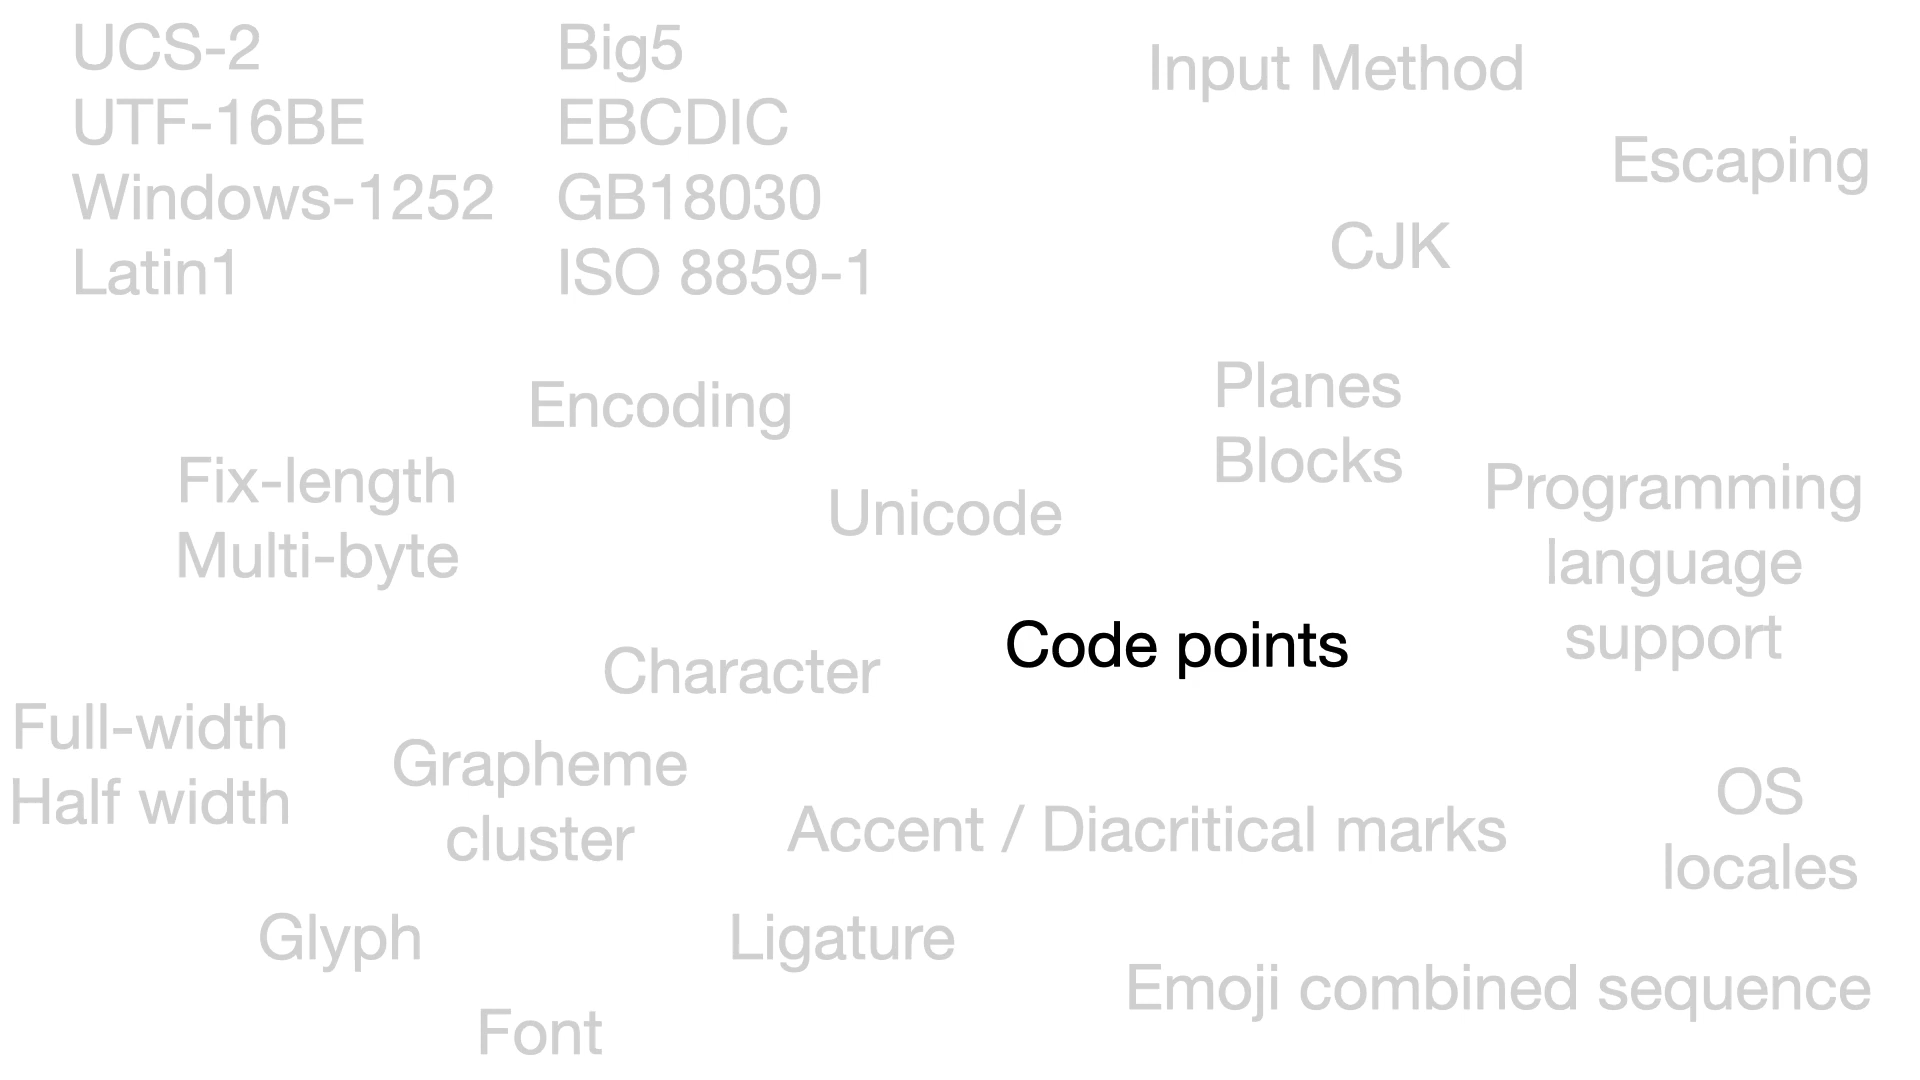 UCS-2
UTF-16BE
Windows-1252
Latin1
Big5
EBCDIC
GB18030
ISO 8859-1
Input Method
Escaping
CJK
Encoding
Planes
Blocks
Fix-length
Multi-byte
Unicode
Programming
language
support
Code points
Character
Full-width
Half width
Grapheme
cluster
Accent / Diacritical marks
OS
locales
Glyph
Ligature
Emoji combined sequence
Font